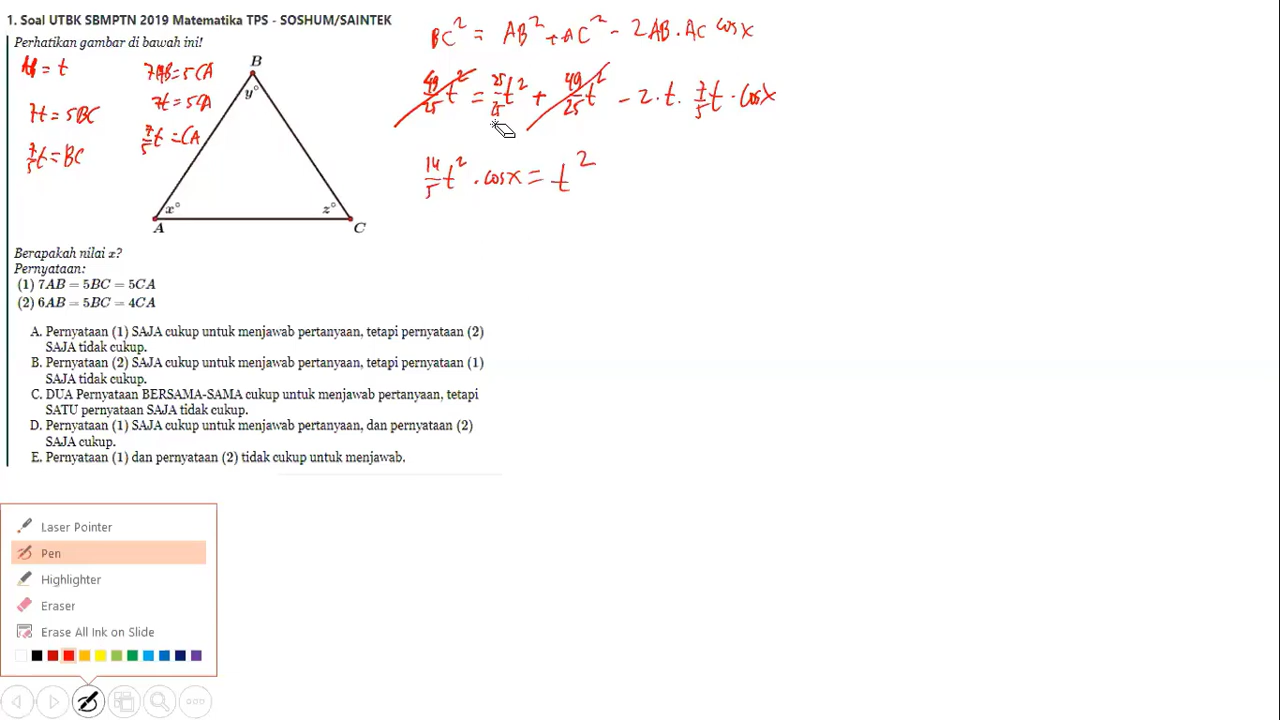 1. Soal UTBK SBMPTN 2019 Matematika TPS - SOSHUM/SAINTEK
Perhatikan gambar di bawah ini!
AB = t
7t = 5BC
7/5 t = BC
7AB = 5CA
7t = 5CA
7/5 t = CA
B
y°
x°
z°
A
C
BC² = AB² + AC² - 2AB . AC cos x
49/25 t² = 25/25 t² + 49/25 t² - 2 . t . 7/5 t . cos x
14/5 t² . cos x = t²
Berapakah nilai x?
Pernyataan:
(1) 7AB = 5BC = 5CA
(2) 6AB = 5BC = 4CA
A. Pernyataan (1) SAJA cukup untuk menjawab pertanyaan, tetapi pernyataan (2)
SAJA tidak cukup.
B. Pernyataan (2) SAJA cukup untuk menjawab pertanyaan, tetapi pernyataan (1)
SAJA tidak cukup.
C. DUA Pernyataan BERSAMA-SAMA cukup untuk menjawab pertanyaan, tetapi
SATU pernyataan SAJA tidak cukup.
D. Pernyataan (1) SAJA cukup untuk menjawab pertanyaan, dan pernyataan (2)
SAJA cukup.
E. Pernyataan (1) dan pernyataan (2) tidak cukup untuk menjawab.
Laser Pointer
Pen
Highlighter
Eraser
Erase All Ink on Slide